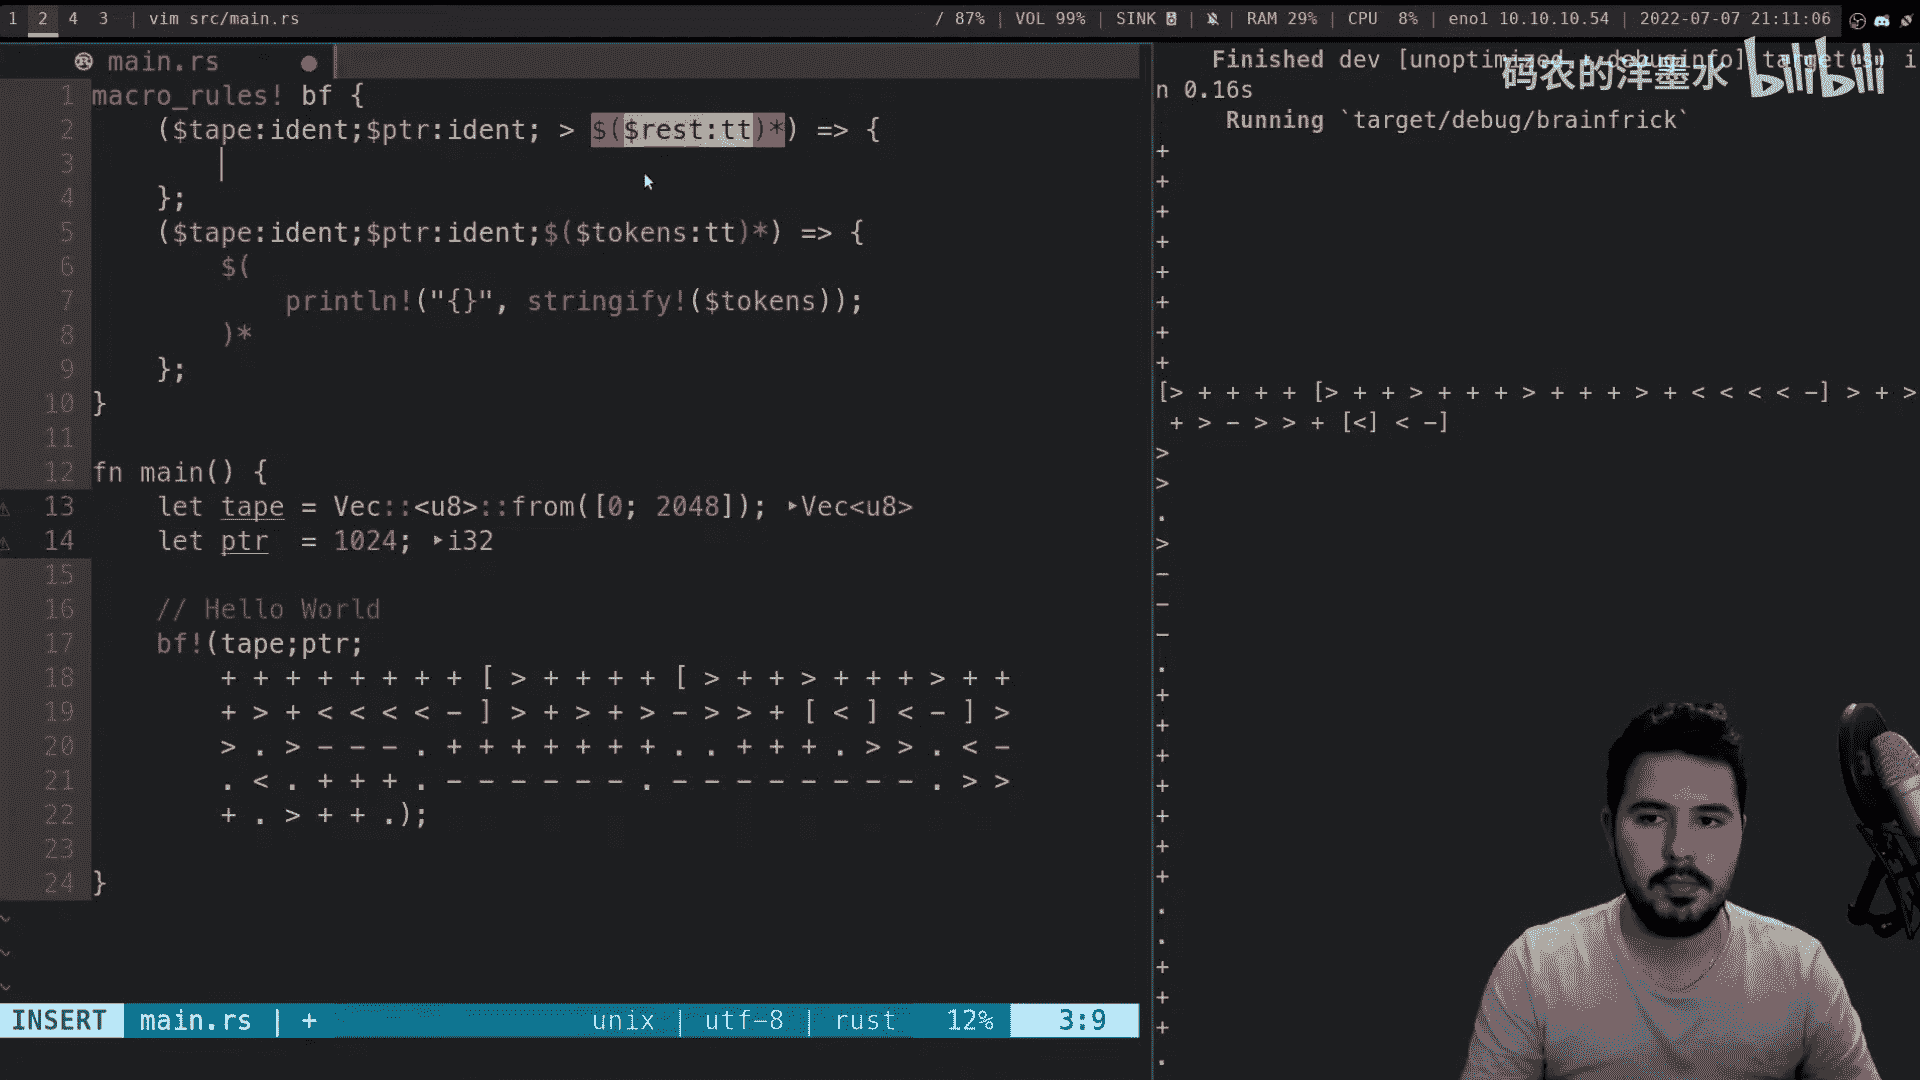 1 2 4 3 | vim src/main.rs
/ 87% | VOL 99% | SINK | RAM 29% | CPU 8% | eno1 10.10.10.54 | 2022-07-07 21:11:06
main.rs
1 macro_rules! bf {
2 ($tape:ident;$ptr:ident; > $($rest:tt)*) => {
3
4 };
5 ($tape:ident;$ptr:ident;$($tokens:tt)*) => {
6 $(
7 println!("{}", stringify!($tokens));
8 )*
9 };
10 }
11
12 fn main() {
13 let tape = Vec::<u8>::from([0; 2048]); ▸Vec<u8>
14 let ptr  = 1024; ▸i32
15
16 // Hello World
17 bf!(tape;ptr;
18 + + + + + + + + [ > + + + + [ > + + > + + + > + +
19 + > + < < < < - ] > + > + > - > > + [ < ] < - ] >
20 > . > - - - . + + + + + + + . . + + + . > > . < -
21 . < . + + + . - - - - - - . - - - - - - - - . > >
22 + . > + + .);
23
24 }
~
~
~
INSERT main.rs | + unix | utf-8 | rust 12% 3:9
Finished dev [unoptimized + debuginfo] target(s) i
n 0.16s
Running `target/debug/brainfrick`
+
+
+
+
+
+
+
+
[> + + + + [> + + > + + + > + + + > + < < < < -] > + >
+ > - > > + [<] < -]
>
>
.
>
-
-
-
.
+
+
+
+
+
+
+
.
.
+
+
+
.
码农的洋墨水 bilibili